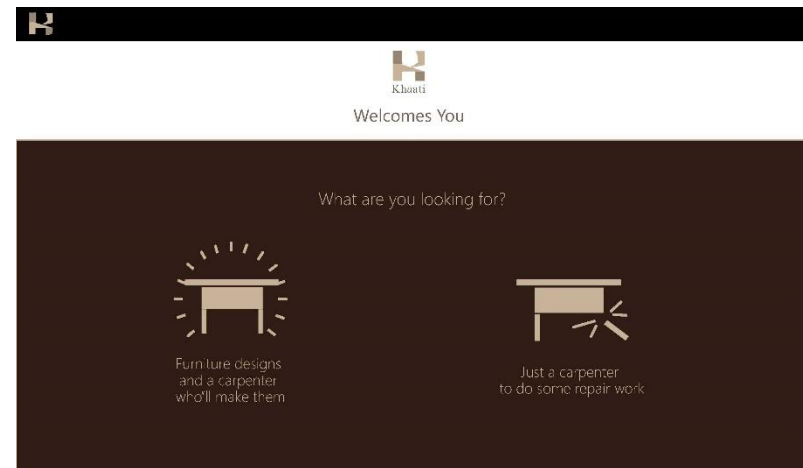 Khaati
Welcomes You
What are you looking for?
Furniture designs
and a carpenter
who'll make them
Just a carpenter
to do some repair work